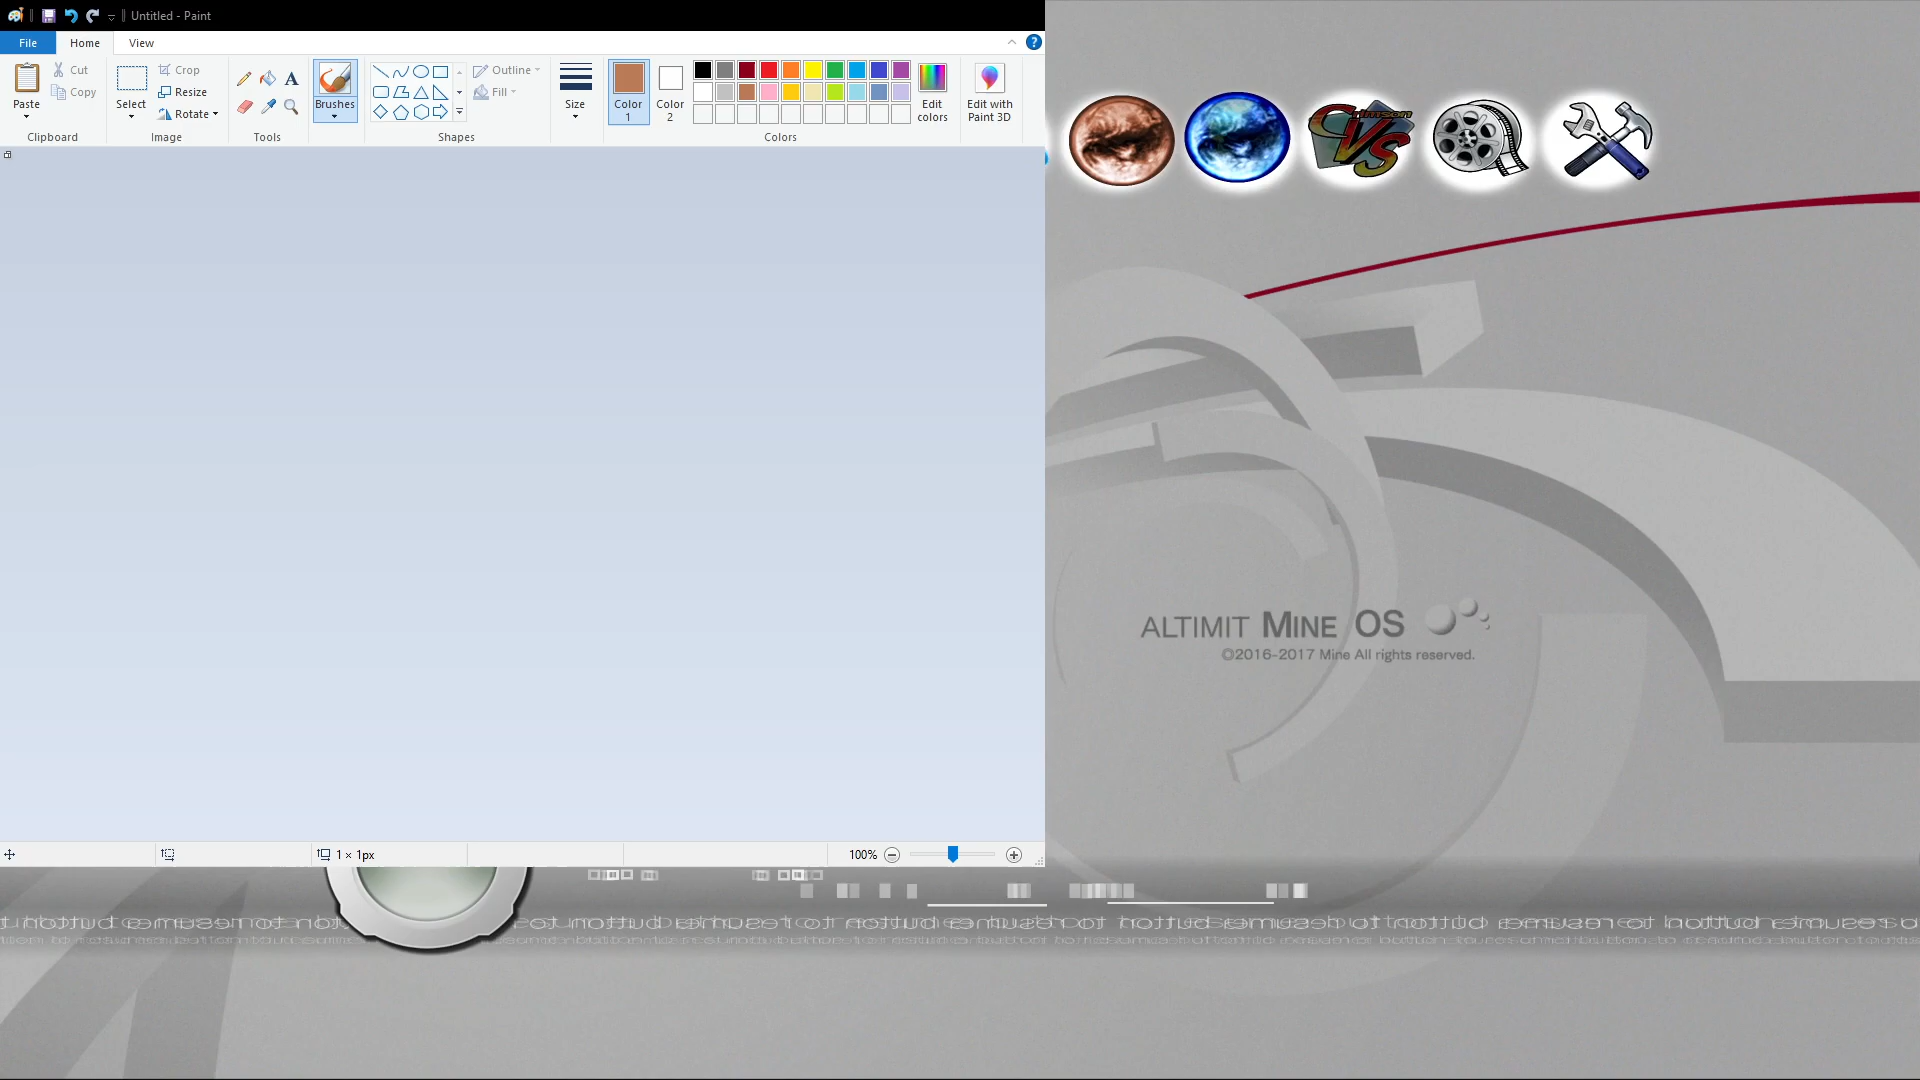 Untitled - Paint
File Home View
Cut Crop Outline Edit Edit with
Copy Resize Fill
Paste Select Rotate Brushes Size Color 1 Color 2 colors Paint 3D
Clipboard Image Tools Shapes Colors
Crimson
CVS
ALTIMIT MINE OS
©2016-2017 Mine All rights reserved.
1 × 1px 100%